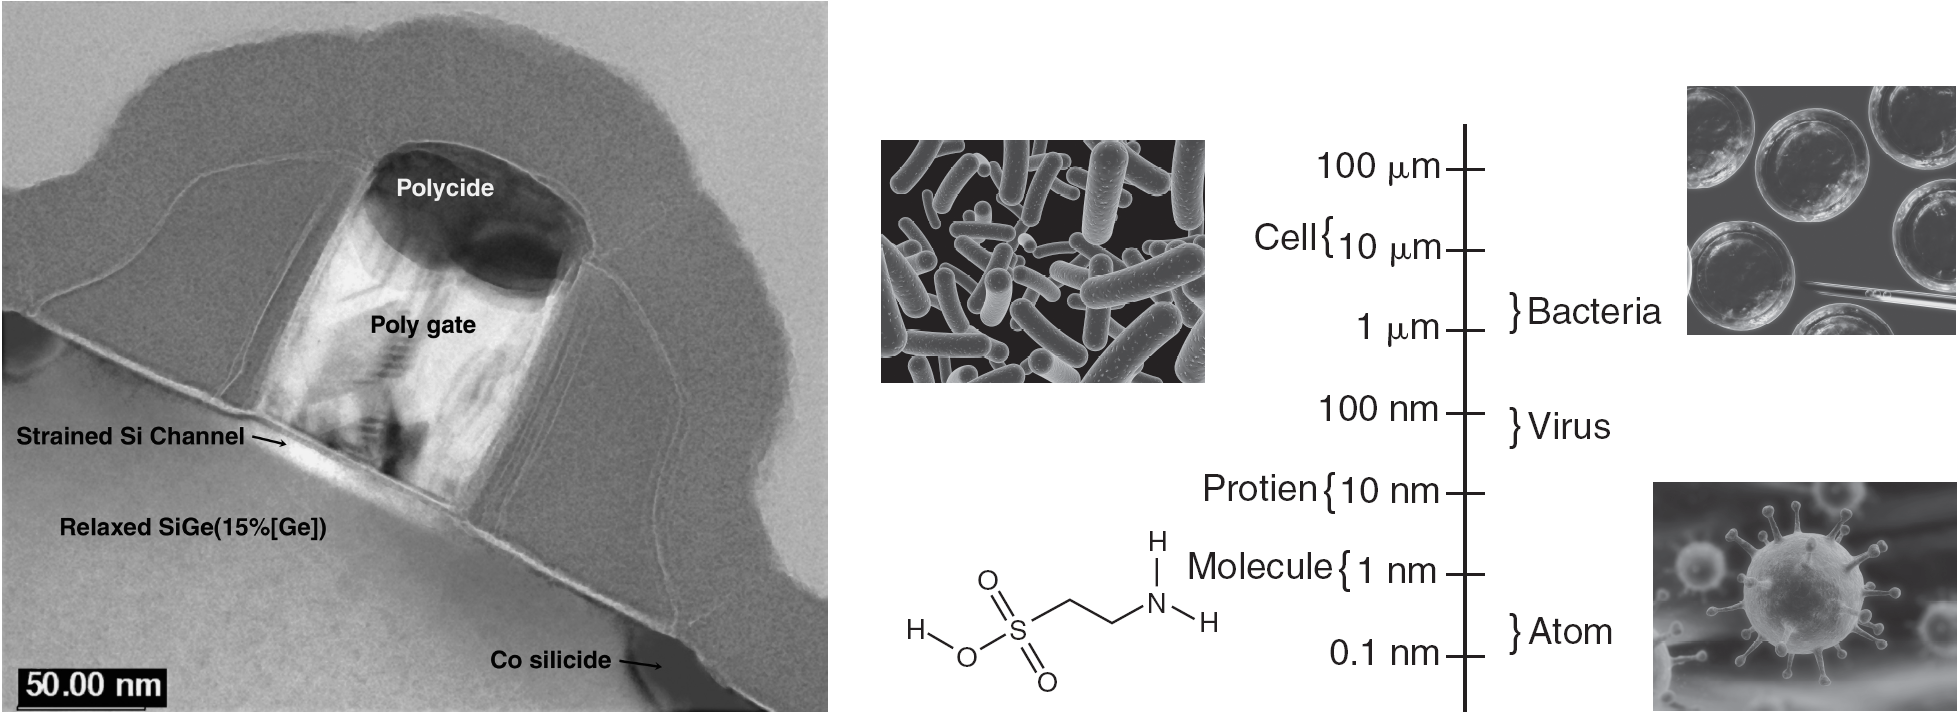 Polycide
Poly gate
Strained Si Channel
Relaxed SiGe(15%[Ge])
Co silicide
50.00 nm
100 μm
Cell{10 μm
}Bacteria
1 μm
100 nm
}Virus
Protien{10 nm
Molecule{1 nm
}Atom
0.1 nm
H
O
H
O
S
N
H
O
O